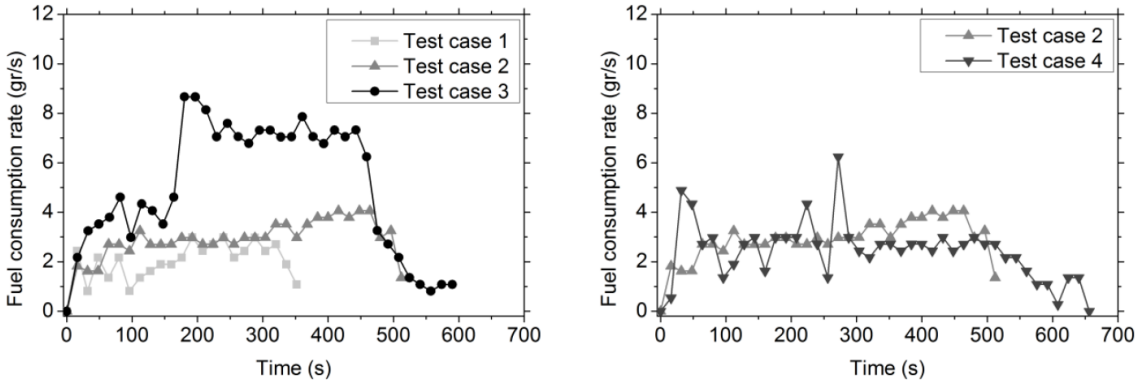 Fuel consumption rate (gr/s)
12
10
8
6
4
2
0
Test case 1
Test case 2
Test case 3
0 100 200 300 400 500 600 700
Time (s)
Fuel consumption rate (gr/s)
12
10
8
6
4
2
0
Test case 2
Test case 4
0 100 200 300 400 500 600 700
Time (s)